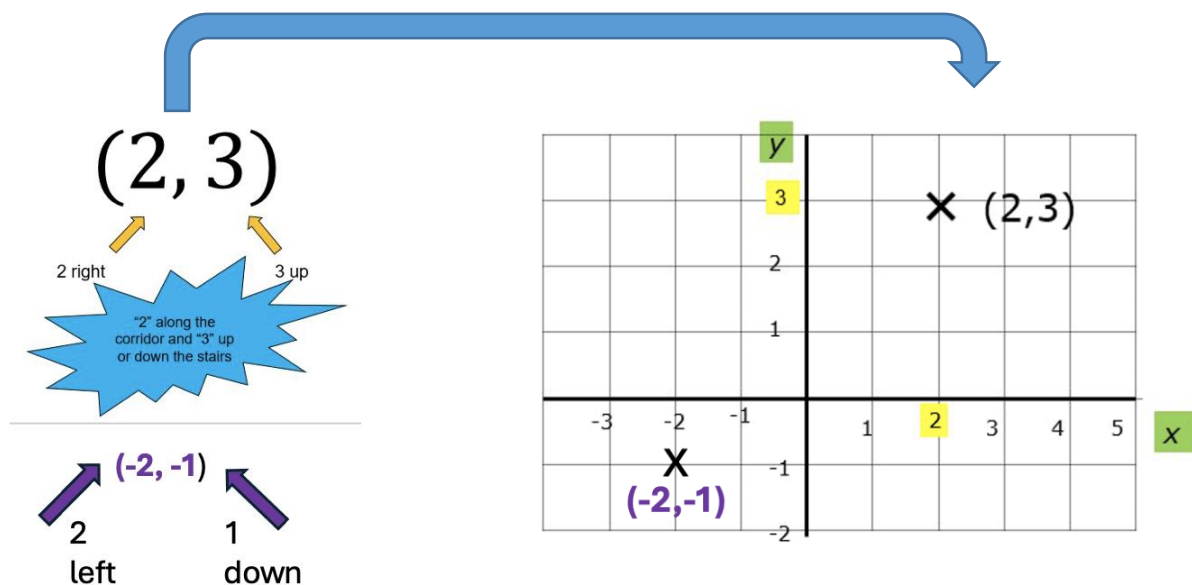 (2, 3)
2 right
3 up
“2” along the
corridor and “3” up
or down the stairs
(-2, -1)
2
left
1
down
y
3
(2,3)
2
1
-3
-2
-1
1
2
3
4
5
x
-1
(-2,-1)
-2